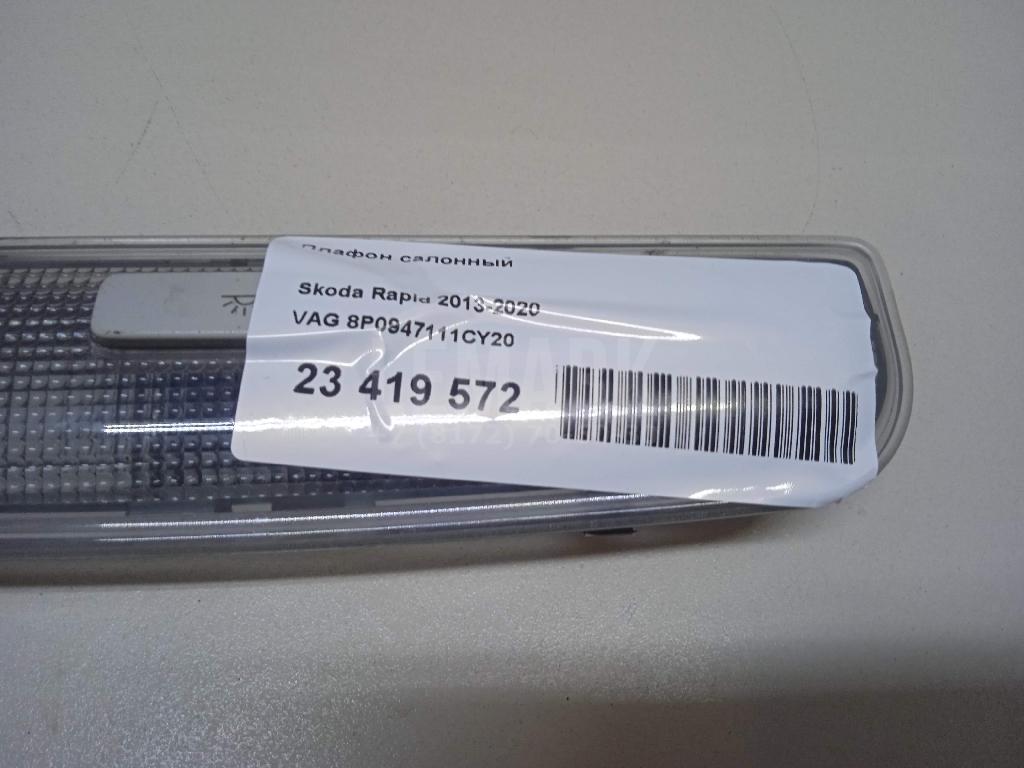 Плафон салонный
Skoda Rapid 2013-2020
VAG 8P0947111CY20
23 419 572